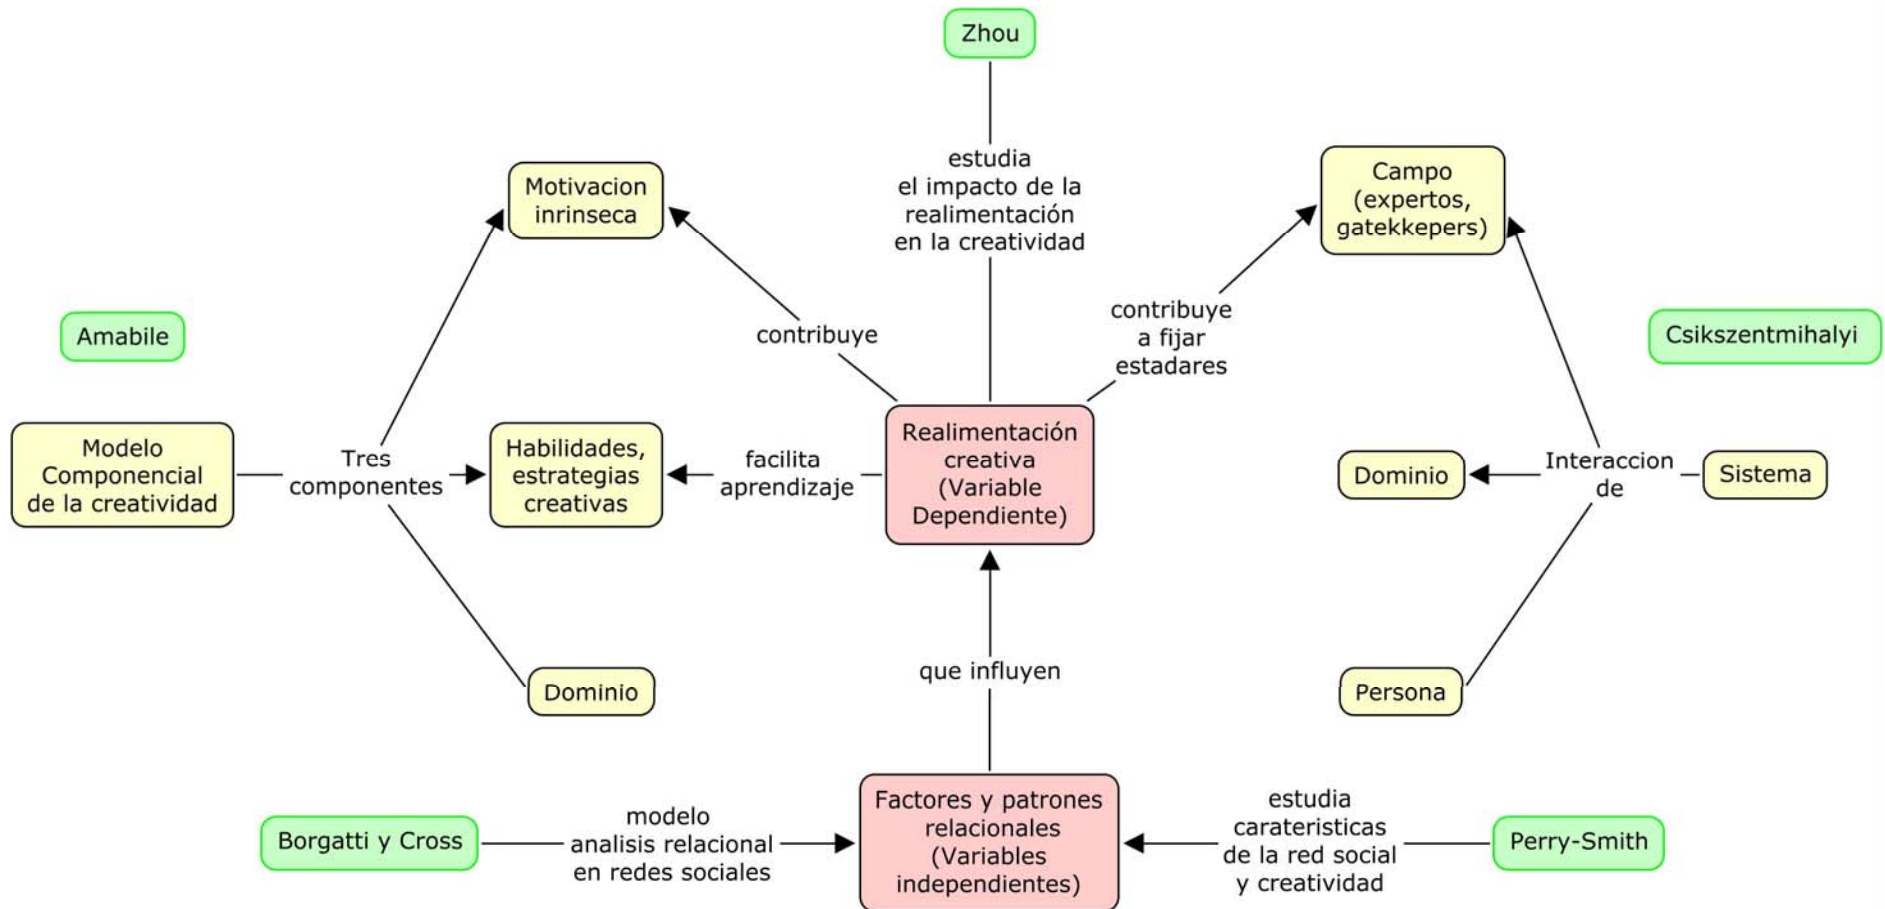 Zhou
estudia
el impacto de la
realimentación
en la creatividad
Motivacion
inrinseca
Campo
(expertos,
gatekkepers)
contribuye
contribuye
a fijar
estadares
Amabile
Csikszentmihalyi
Modelo
Componencial
de la creatividad
Tres
componentes
Habilidades,
estrategias
creativas
facilita
aprendizaje
Realimentación
creativa
(Variable
Dependiente)
Dominio
Interaccion
de
Sistema
que influyen
Dominio
Persona
Borgatti y Cross
modelo
analisis relacional
en redes sociales
Factores y patrones
relacionales
(Variables
independientes)
estudia
carateristicas
de la red social
y creatividad
Perry-Smith